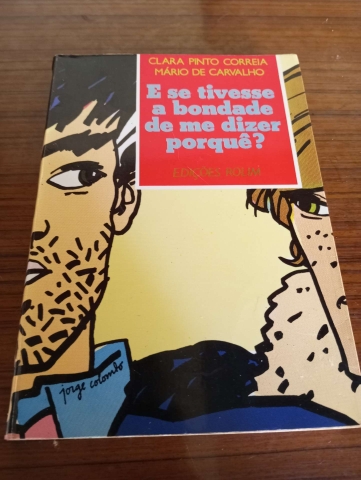 CLARA PINTO CORREIA
MÁRIO DE CARVALHO
E se tivesse
a bondade
de me dizer
porquê?
EDIÇÕES ROLIM
jorge colombo